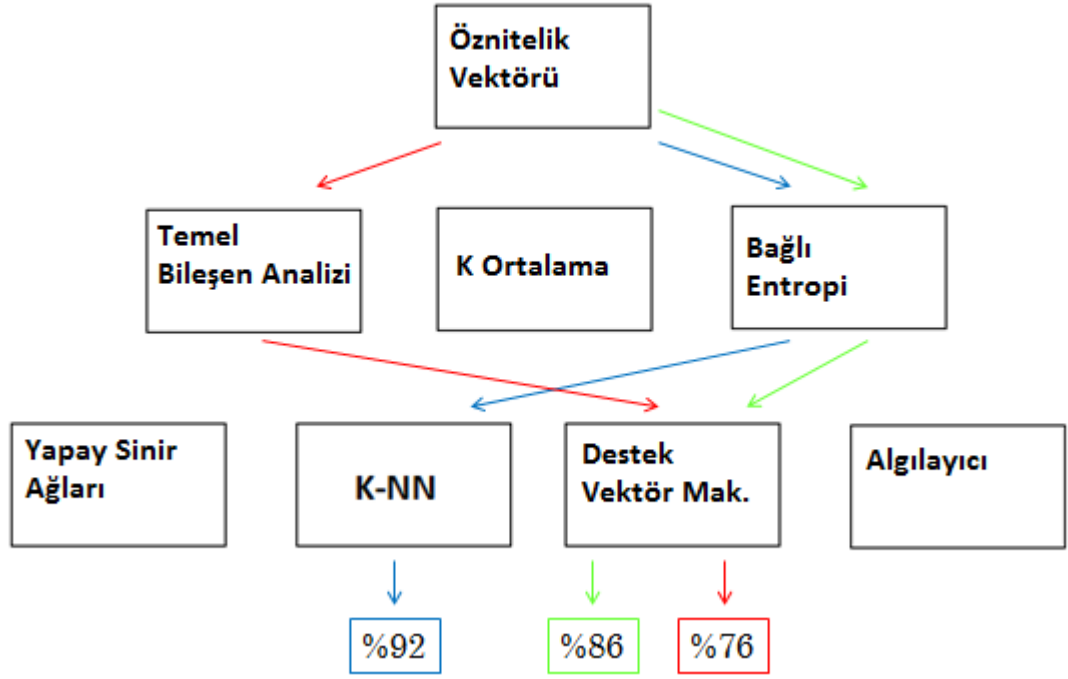 Öznitelik
Vektörü
Temel
Bileşen Analizi
K Ortalama
Bağlı
Entropi
Yapay Sinir
Ağları
K-NN
Destek
Vektör Mak.
Algılayıcı
%92
%86
%76